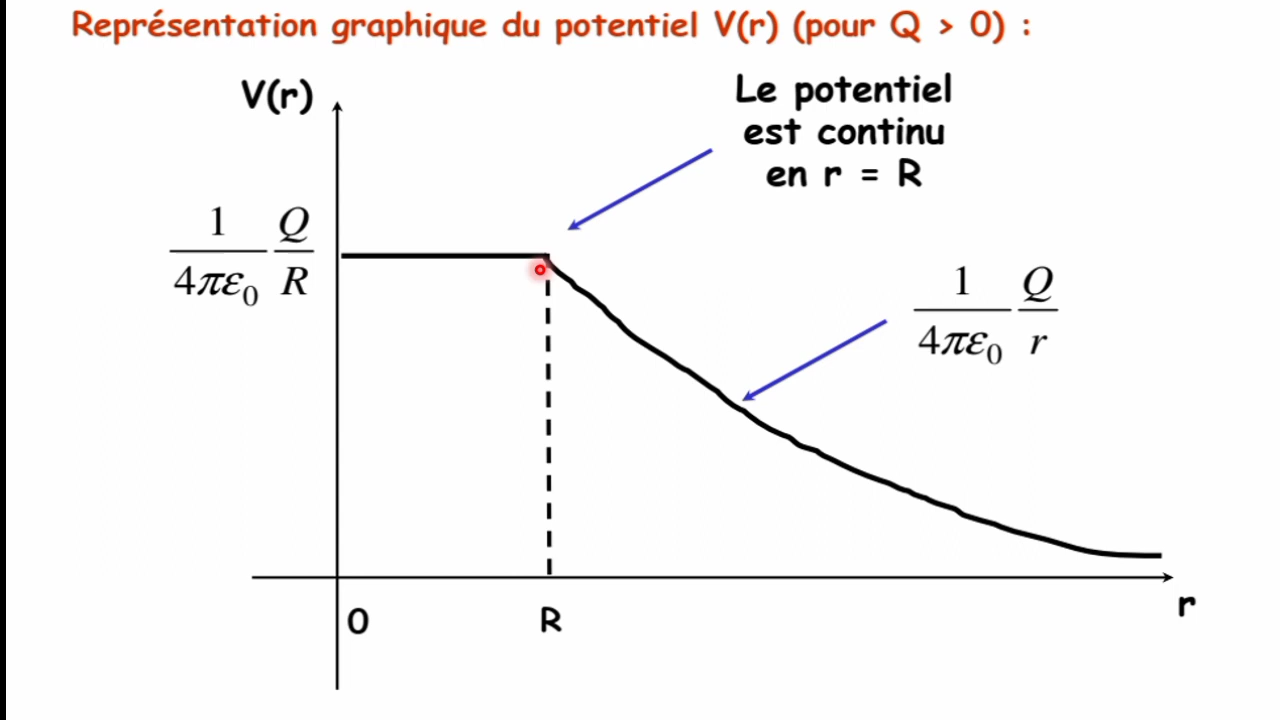 Représentation graphique du potentiel V(r) (pour Q > 0) :
V(r)
Le potentiel
est continu
en r = R
1/(4πε₀) Q/R
1/(4πε₀) Q/r
0
R
r